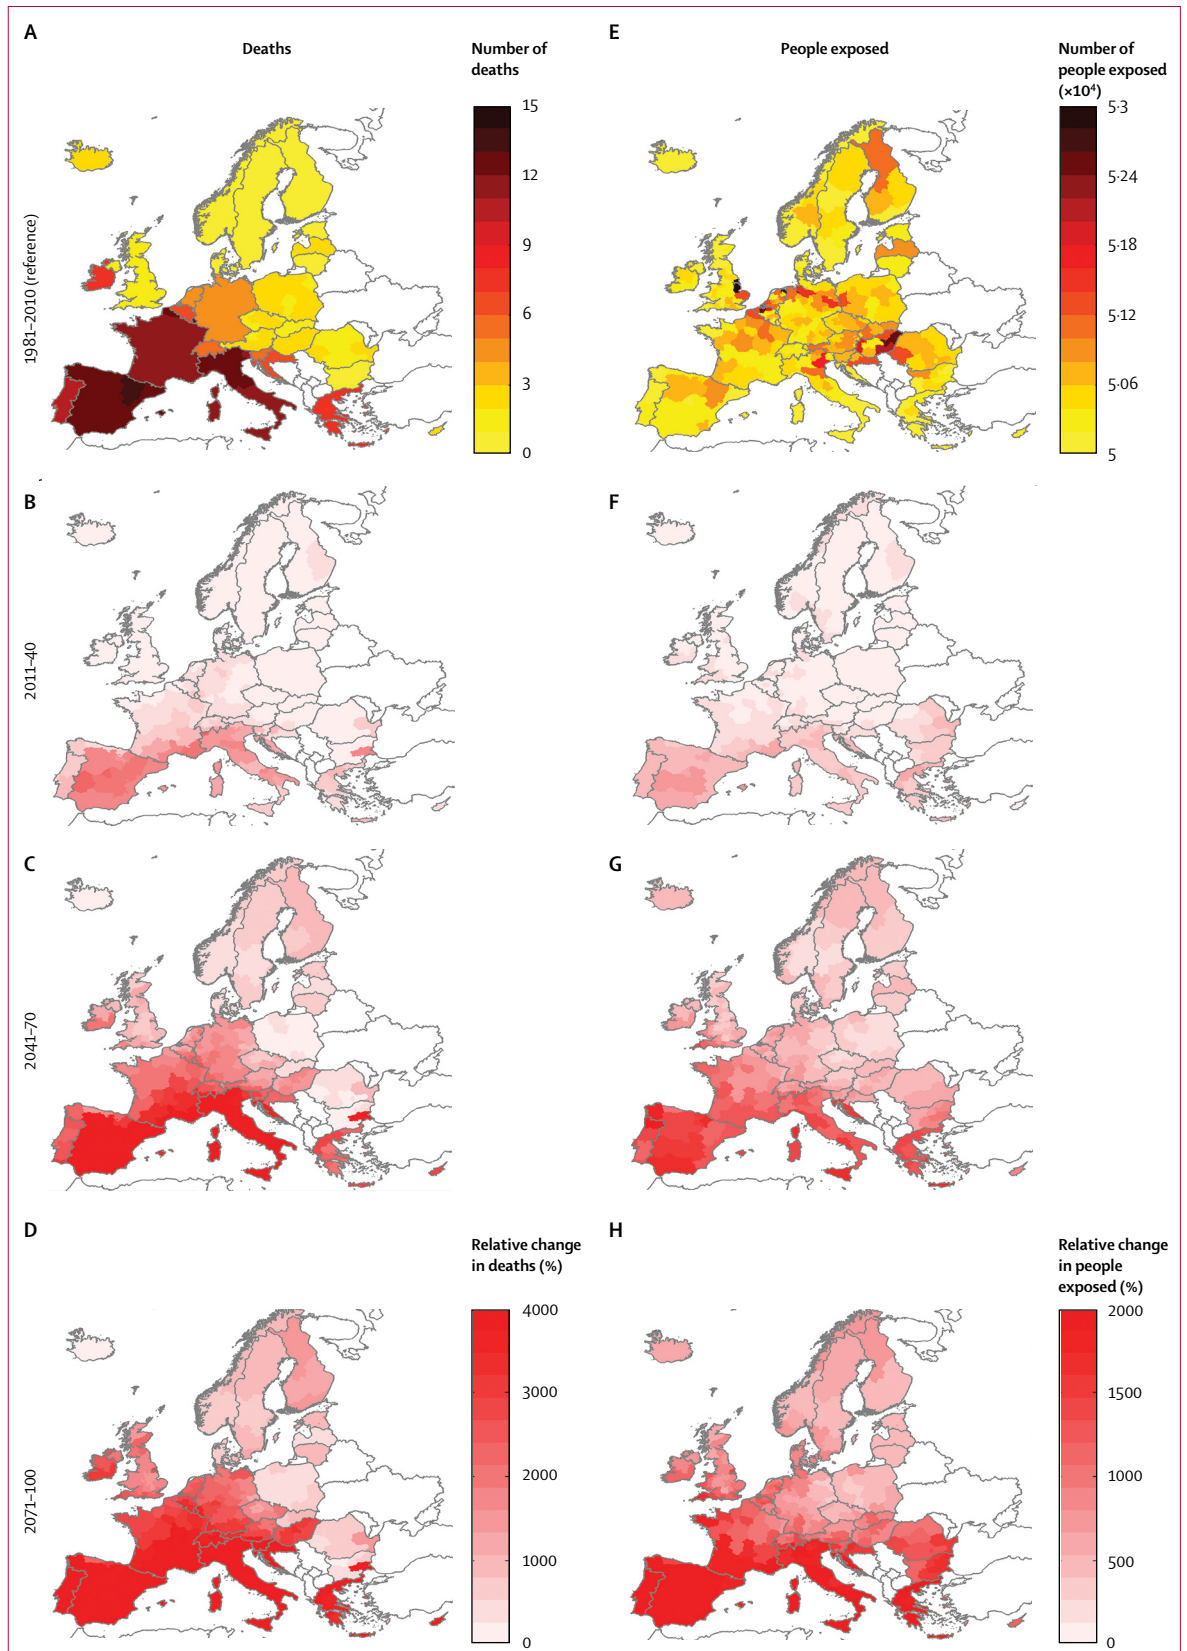 A
Deaths
Number of
deaths
15
12
9
6
3
0
1981–2010 (reference)
E
People exposed
Number of
people exposed
(×10⁴)
5·3
5·24
5·18
5·12
5·06
5
B
F
2011–40
C
G
2041–70
D
Relative change
in deaths (%)
4000
3000
2000
1000
0
2071–100
H
Relative change
in people
exposed (%)
2000
1500
1000
500
0